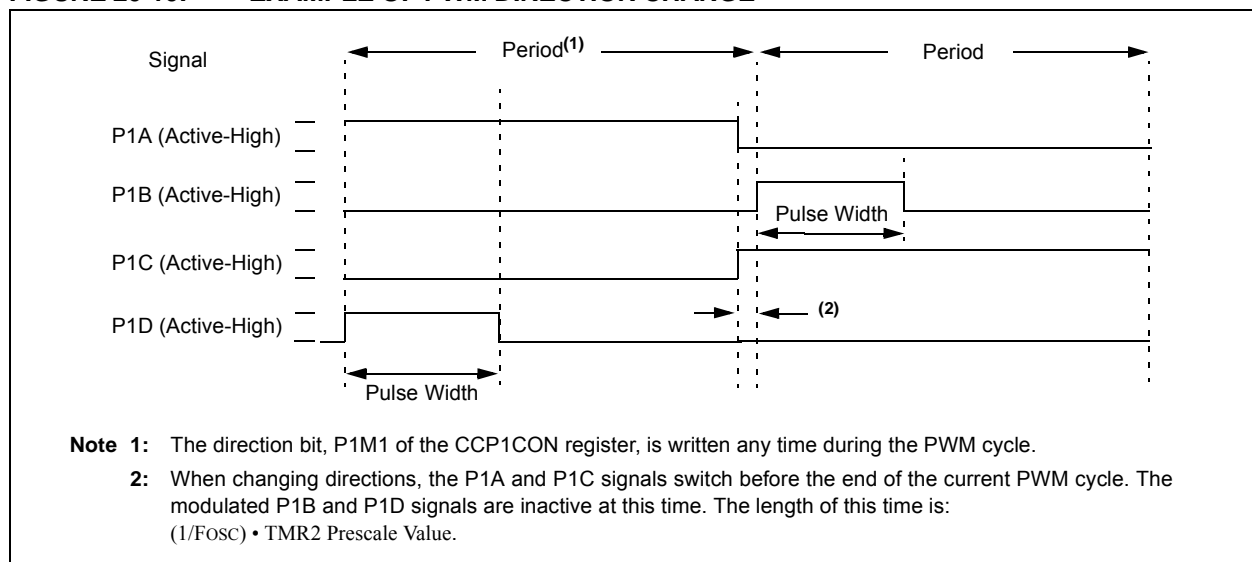 Signal
Period(1)
Period
P1A (Active-High)
P1B (Active-High)
Pulse Width
P1C (Active-High)
(2)
P1D (Active-High)
Pulse Width
Note 1: The direction bit, P1M1 of the CCP1CON register, is written any time during the PWM cycle.
2: When changing directions, the P1A and P1C signals switch before the end of the current PWM cycle. The
modulated P1B and P1D signals are inactive at this time. The length of this time is:
(1/FOSC) • TMR2 Prescale Value.